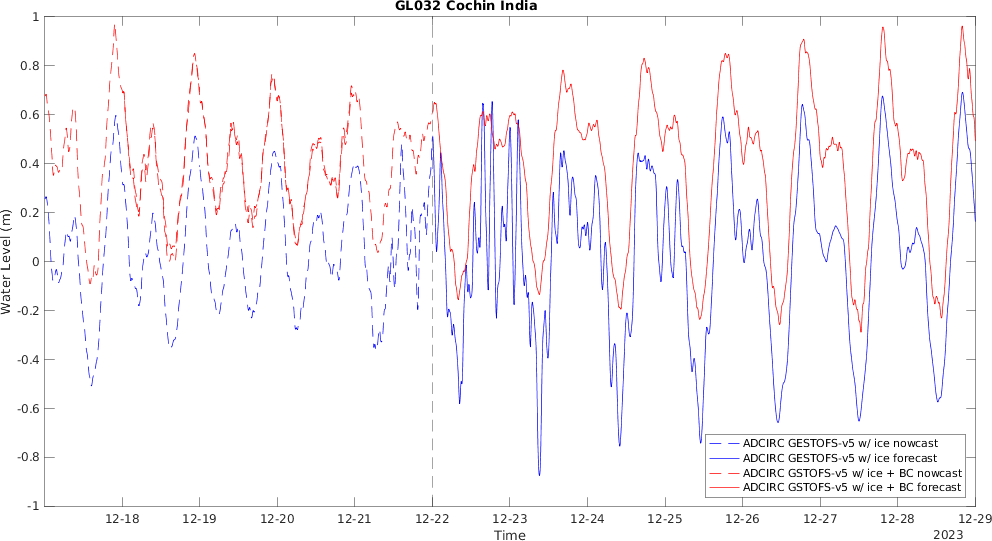 GL032 Cochin India
1
0.8
0.6
0.4
0.2
0
-0.2
-0.4
-0.6
-0.8
-1
Water Level (m)
ADCIRC GESTOFS-v5 w/ ice nowcast
ADCIRC GESTOFS-v5 w/ ice forecast
ADCIRC GSTOFS-v5 w/ ice + BC nowcast
ADCIRC GSTOFS-v5 w/ ice + BC forecast
12-18 12-19 12-20 12-21 12-22 12-23 12-24 12-25 12-26 12-27 12-28 12-29
Time
2023